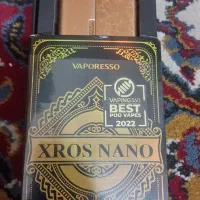 VAPORESSO
VAPING360
BEST
POD VAPES
2022
XROS NANO